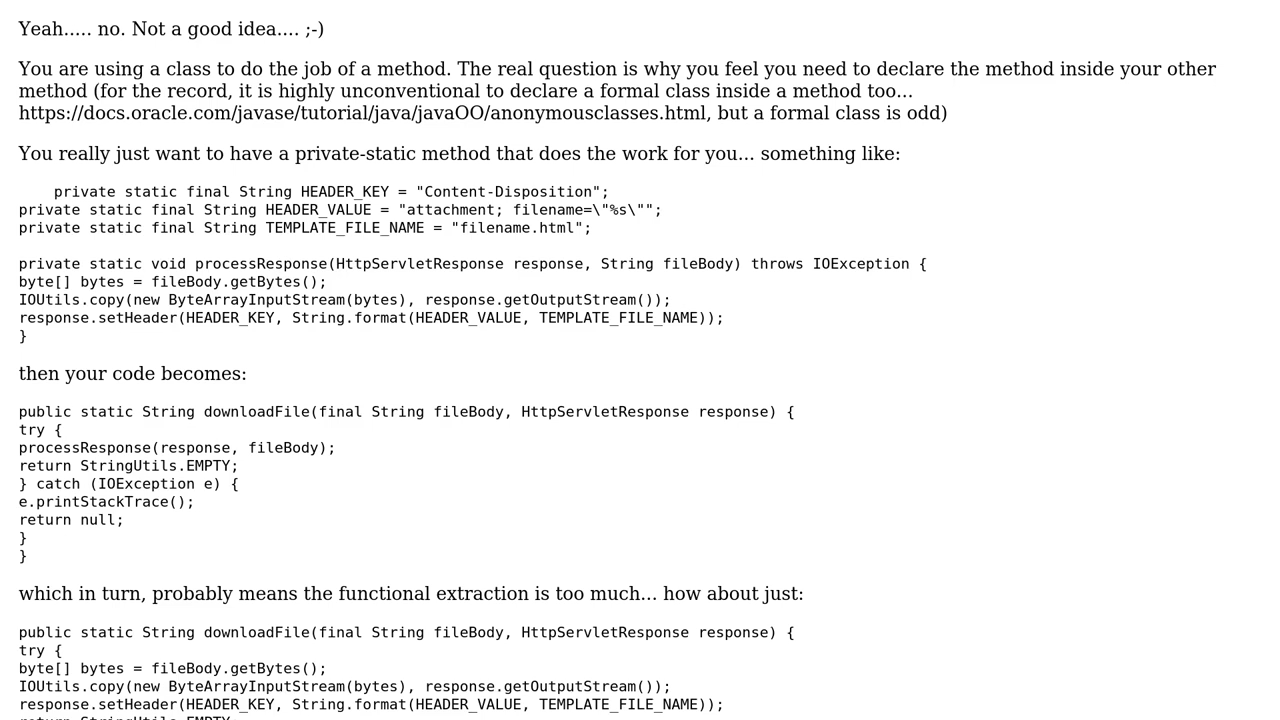 Yeah..... no. Not a good idea.... ;-)
You are using a class to do the job of a method. The real question is why you feel you need to declare the method inside your other
method (for the record, it is highly unconventional to declare a formal class inside a method too...
https://docs.oracle.com/javase/tutorial/java/javaOO/anonymousclasses.html, but a formal class is odd)
You really just want to have a private-static method that does the work for you... something like:
    private static final String HEADER_KEY = "Content-Disposition";
private static final String HEADER_VALUE = "attachment; filename=\"%s\"";
private static final String TEMPLATE_FILE_NAME = "filename.html";
private static void processResponse(HttpServletResponse response, String fileBody) throws IOException {
byte[] bytes = fileBody.getBytes();
IOUtils.copy(new ByteArrayInputStream(bytes), response.getOutputStream());
response.setHeader(HEADER_KEY, String.format(HEADER_VALUE, TEMPLATE_FILE_NAME));
}
then your code becomes:
public static String downloadFile(final String fileBody, HttpServletResponse response) {
try {
processResponse(response, fileBody);
return StringUtils.EMPTY;
} catch (IOException e) {
e.printStackTrace();
return null;
}
}
which in turn, probably means the functional extraction is too much... how about just:
public static String downloadFile(final String fileBody, HttpServletResponse response) {
try {
byte[] bytes = fileBody.getBytes();
IOUtils.copy(new ByteArrayInputStream(bytes), response.getOutputStream());
response.setHeader(HEADER_KEY, String.format(HEADER_VALUE, TEMPLATE_FILE_NAME));